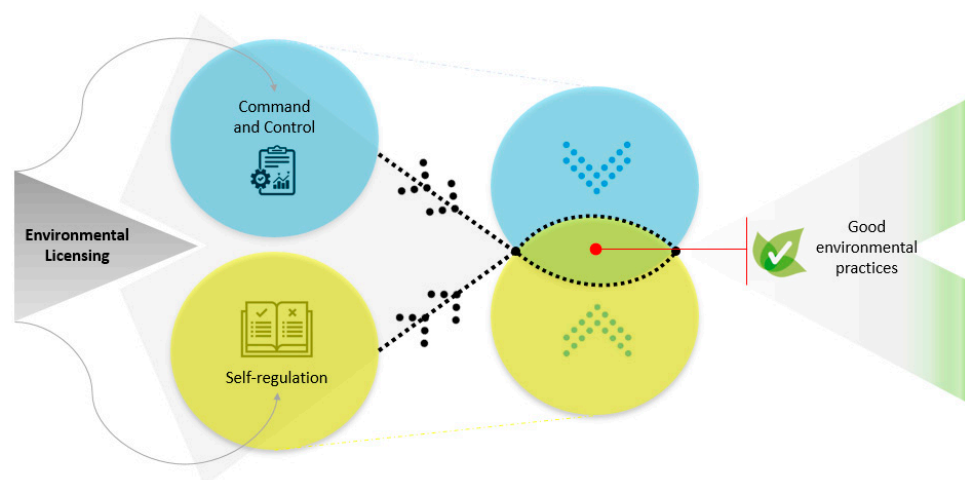 Command
and Control
Environmental
Licensing
Self-regulation
Good
environmental
practices